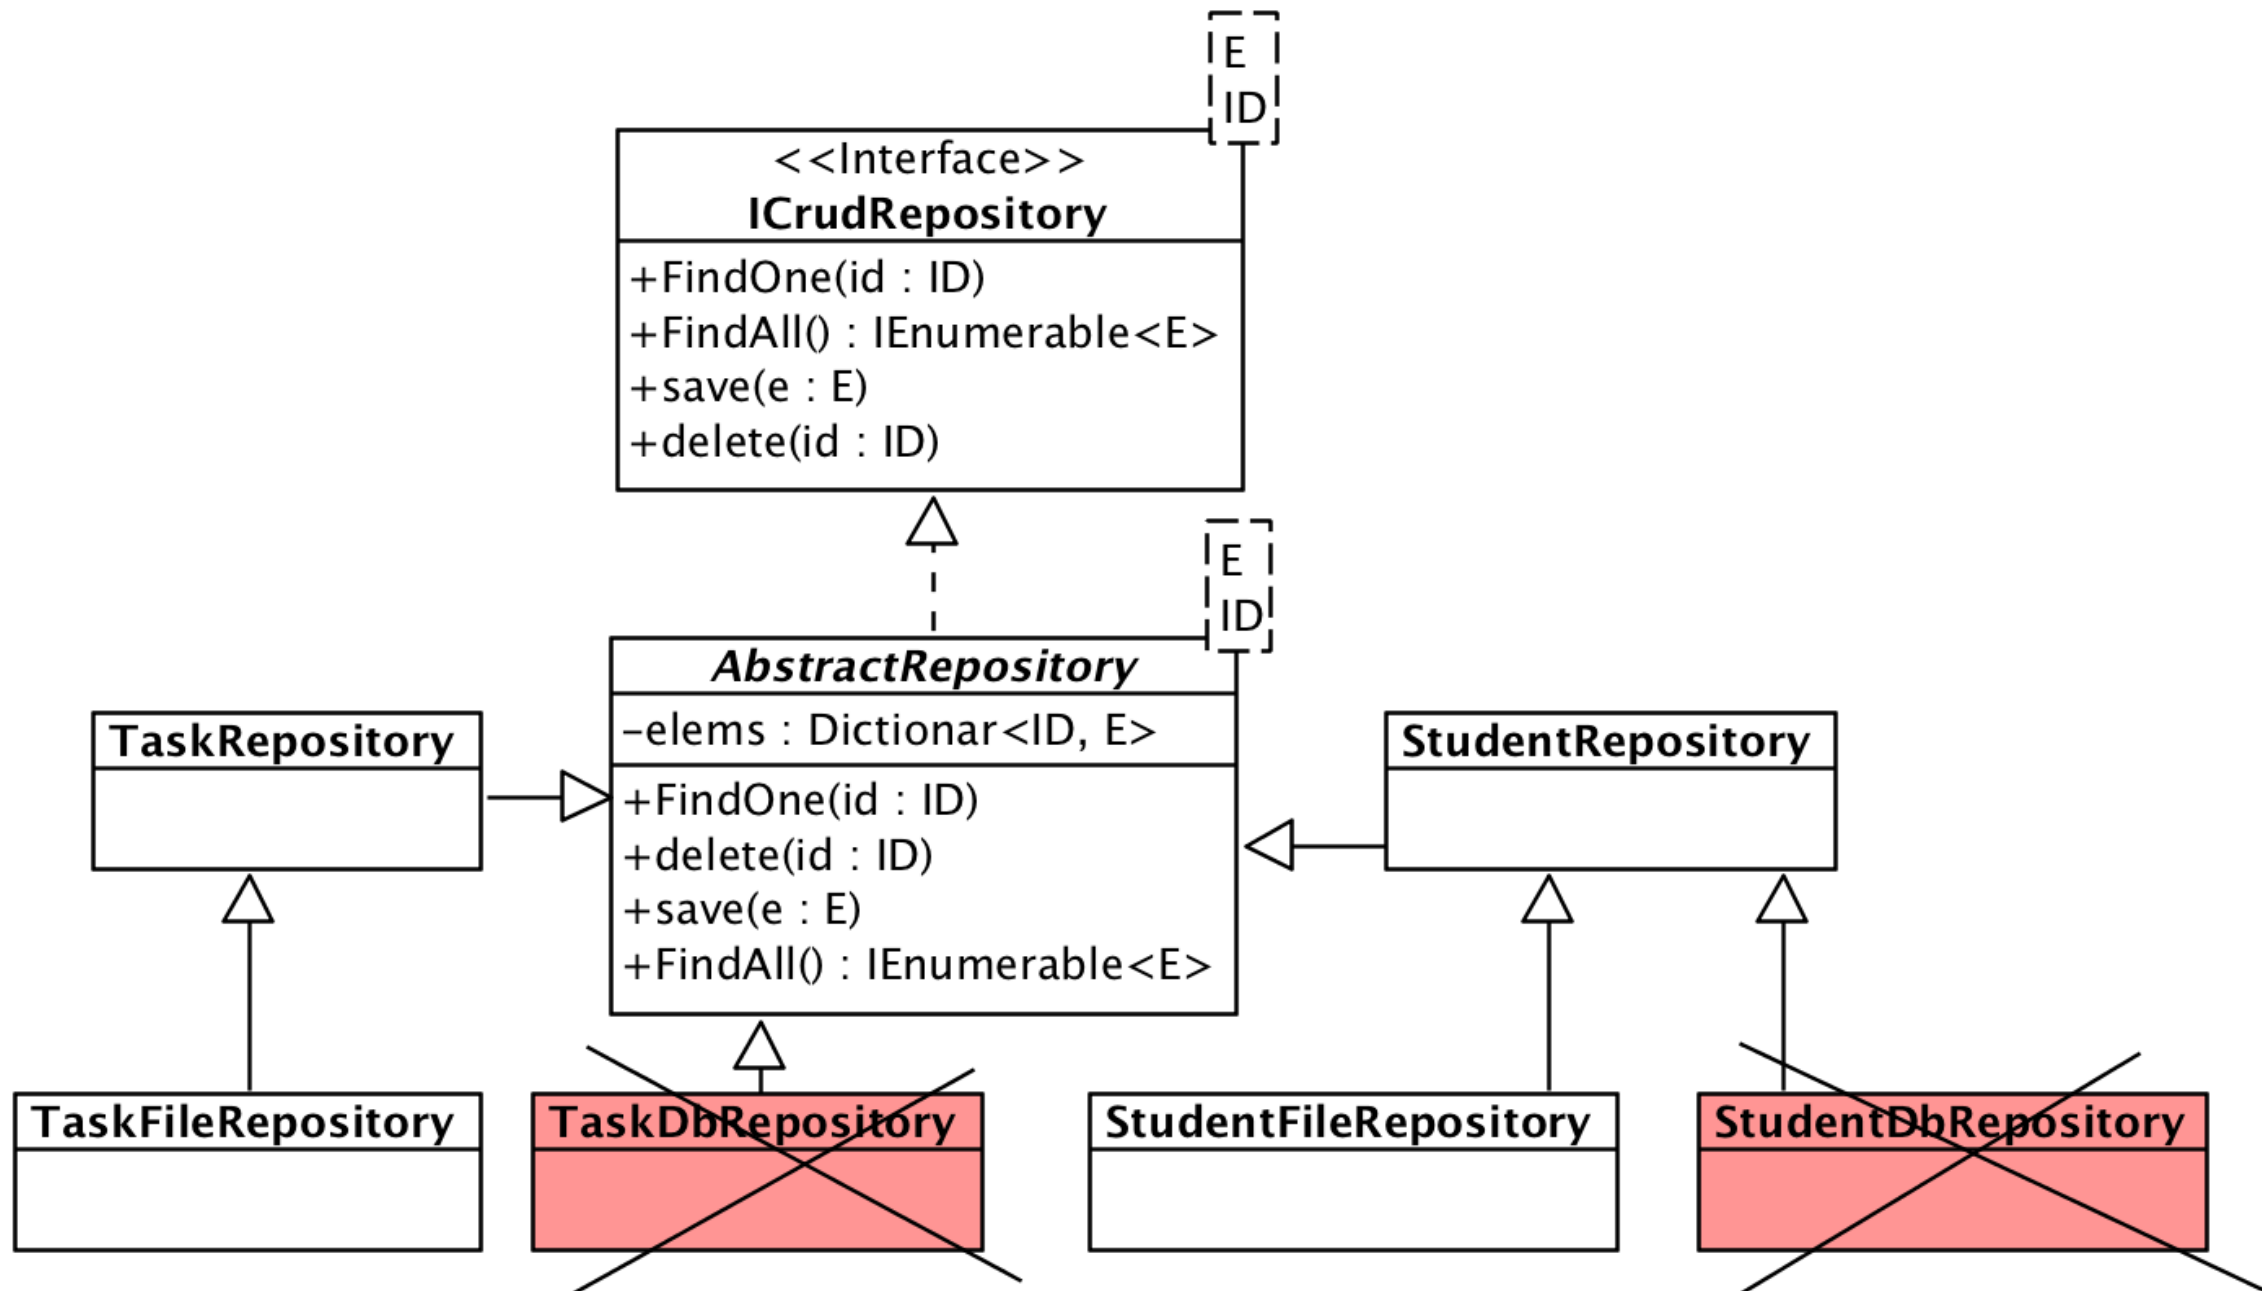 E
ID
<<Interface>>
ICrudRepository
+FindOne(id : ID)
+FindAll() : IEnumerable<E>
+save(e : E)
+delete(id : ID)
E
ID
AbstractRepository
-elems : Dictionar<ID, E>
+FindOne(id : ID)
+delete(id : ID)
+save(e : E)
+FindAll() : IEnumerable<E>
TaskRepository
StudentRepository
TaskFileRepository
TaskDbRepository
StudentFileRepository
StudentDbRepository